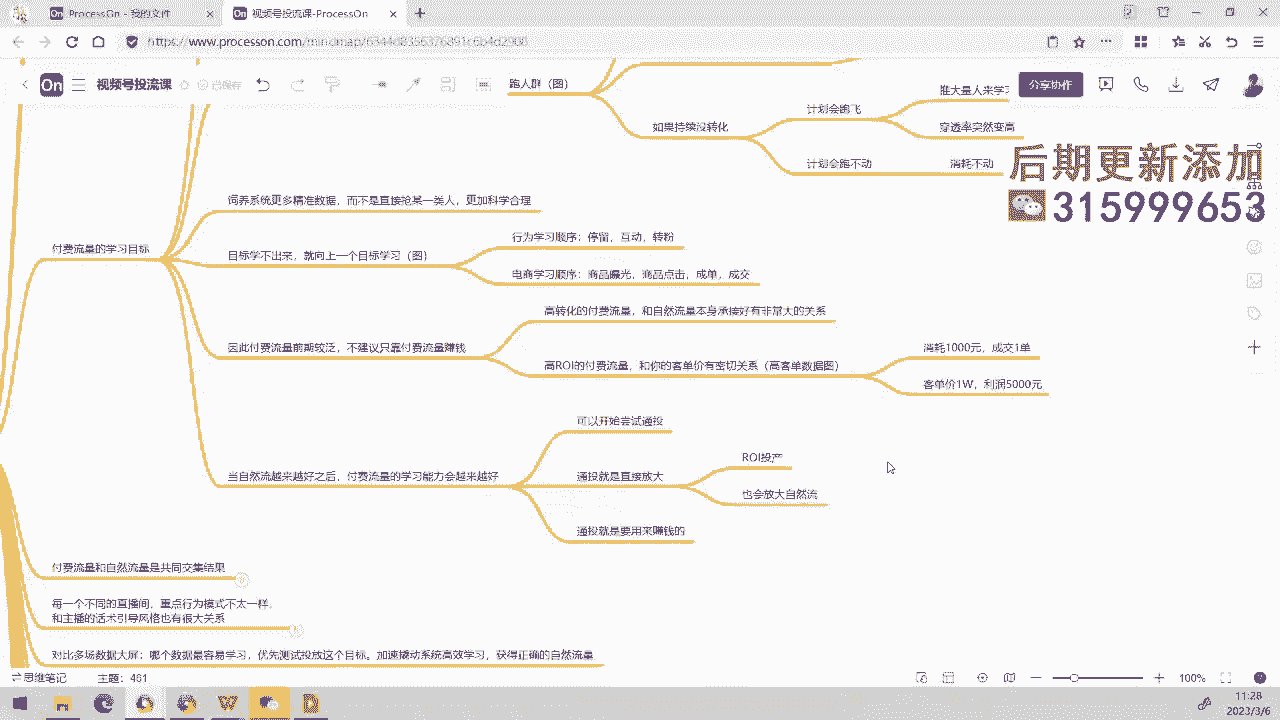 ProcessOn - 我的文件
视频号投流课-ProcessOn
视频号投流课
已保存
分享协作
跑人群（图）
如果持续没转化
计划会跑飞
推大量人来学习
穿透率突然变高
计划会跑不动
消耗不动
后期更新添加
315999653
付费流量的学习目标
饲养系统更多精准数据，而不是直接抢某一类人，更加科学合理
目标学不出来，就向上一个目标学习（图）
行为学习顺序：停留，互动，转粉
电商学习顺序：商品曝光，商品点击，成单，成交
因此付费流量前期较泛，不建议只靠付费流量赚钱
高转化的付费流量，和自然流量本身承接好有非常大的关系
高ROI的付费流量，和你的客单价有密切关系（高客单数据图）
消耗1000元，成交1单
客单价1W，利润5000元
当自然流越来越好之后，付费流量的学习能力会越来越好
可以开始尝试通投
通投就是直接放大
ROI投产
也会放大自然流
通投就是要用来赚钱的
付费流量和自然流量是共同交集结果
每一个不同的直播间，重点行为模式不太一样，
和主播的话术引导风格也有很大关系
对比多场数据大屏：哪个数据最容易学习，优先测试投放这个目标。加速撬动系统高效学习，获得正确的自然流量
思维笔记
主题：461
100%
11:28
2023/3/6